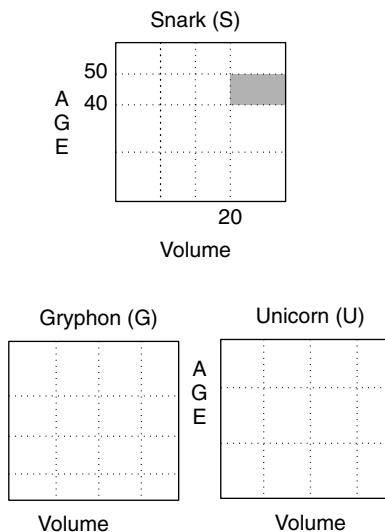 Snark (S)
50
40
A
G
E
20
Volume
Gryphon (G)
Unicorn (U)
A
G
E
Volume
Volume